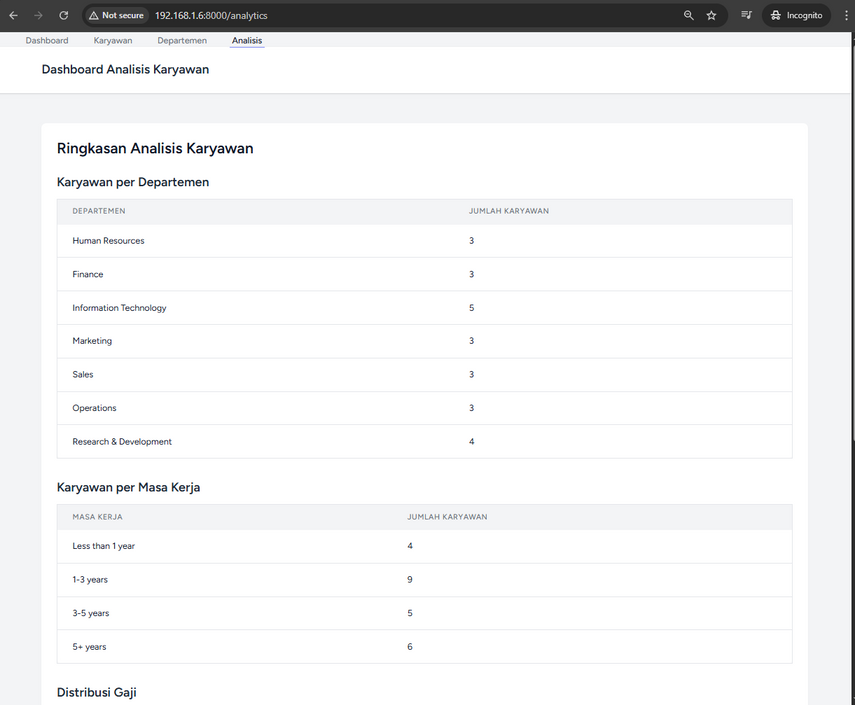 Not secure 192.168.1.6:8000/analytics Incognito
Dashboard Karyawan Departemen Analisis
Dashboard Analisis Karyawan
Ringkasan Analisis Karyawan
Karyawan per Departemen
DEPARTEMEN JUMLAH KARYAWAN
Human Resources 3
Finance 3
Information Technology 5
Marketing 3
Sales 3
Operations 3
Research & Development 4
Karyawan per Masa Kerja
MASA KERJA JUMLAH KARYAWAN
Less than 1 year 4
1-3 years 9
3-5 years 5
5+ years 6
Distribusi Gaji